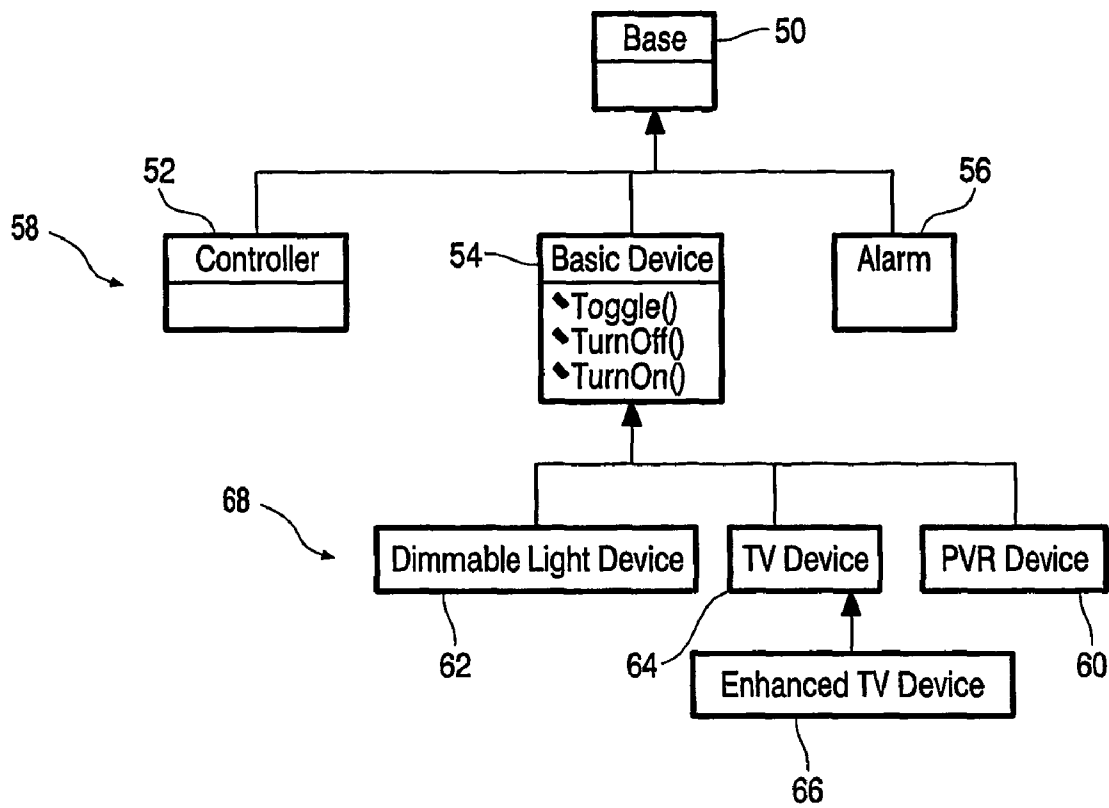 Base
50
52
56
58
Controller
54
Basic Device
Alarm
Toggle()
TurnOff()
TurnOn()
68
Dimmable Light Device
TV Device
PVR Device
62
64
60
Enhanced TV Device
66